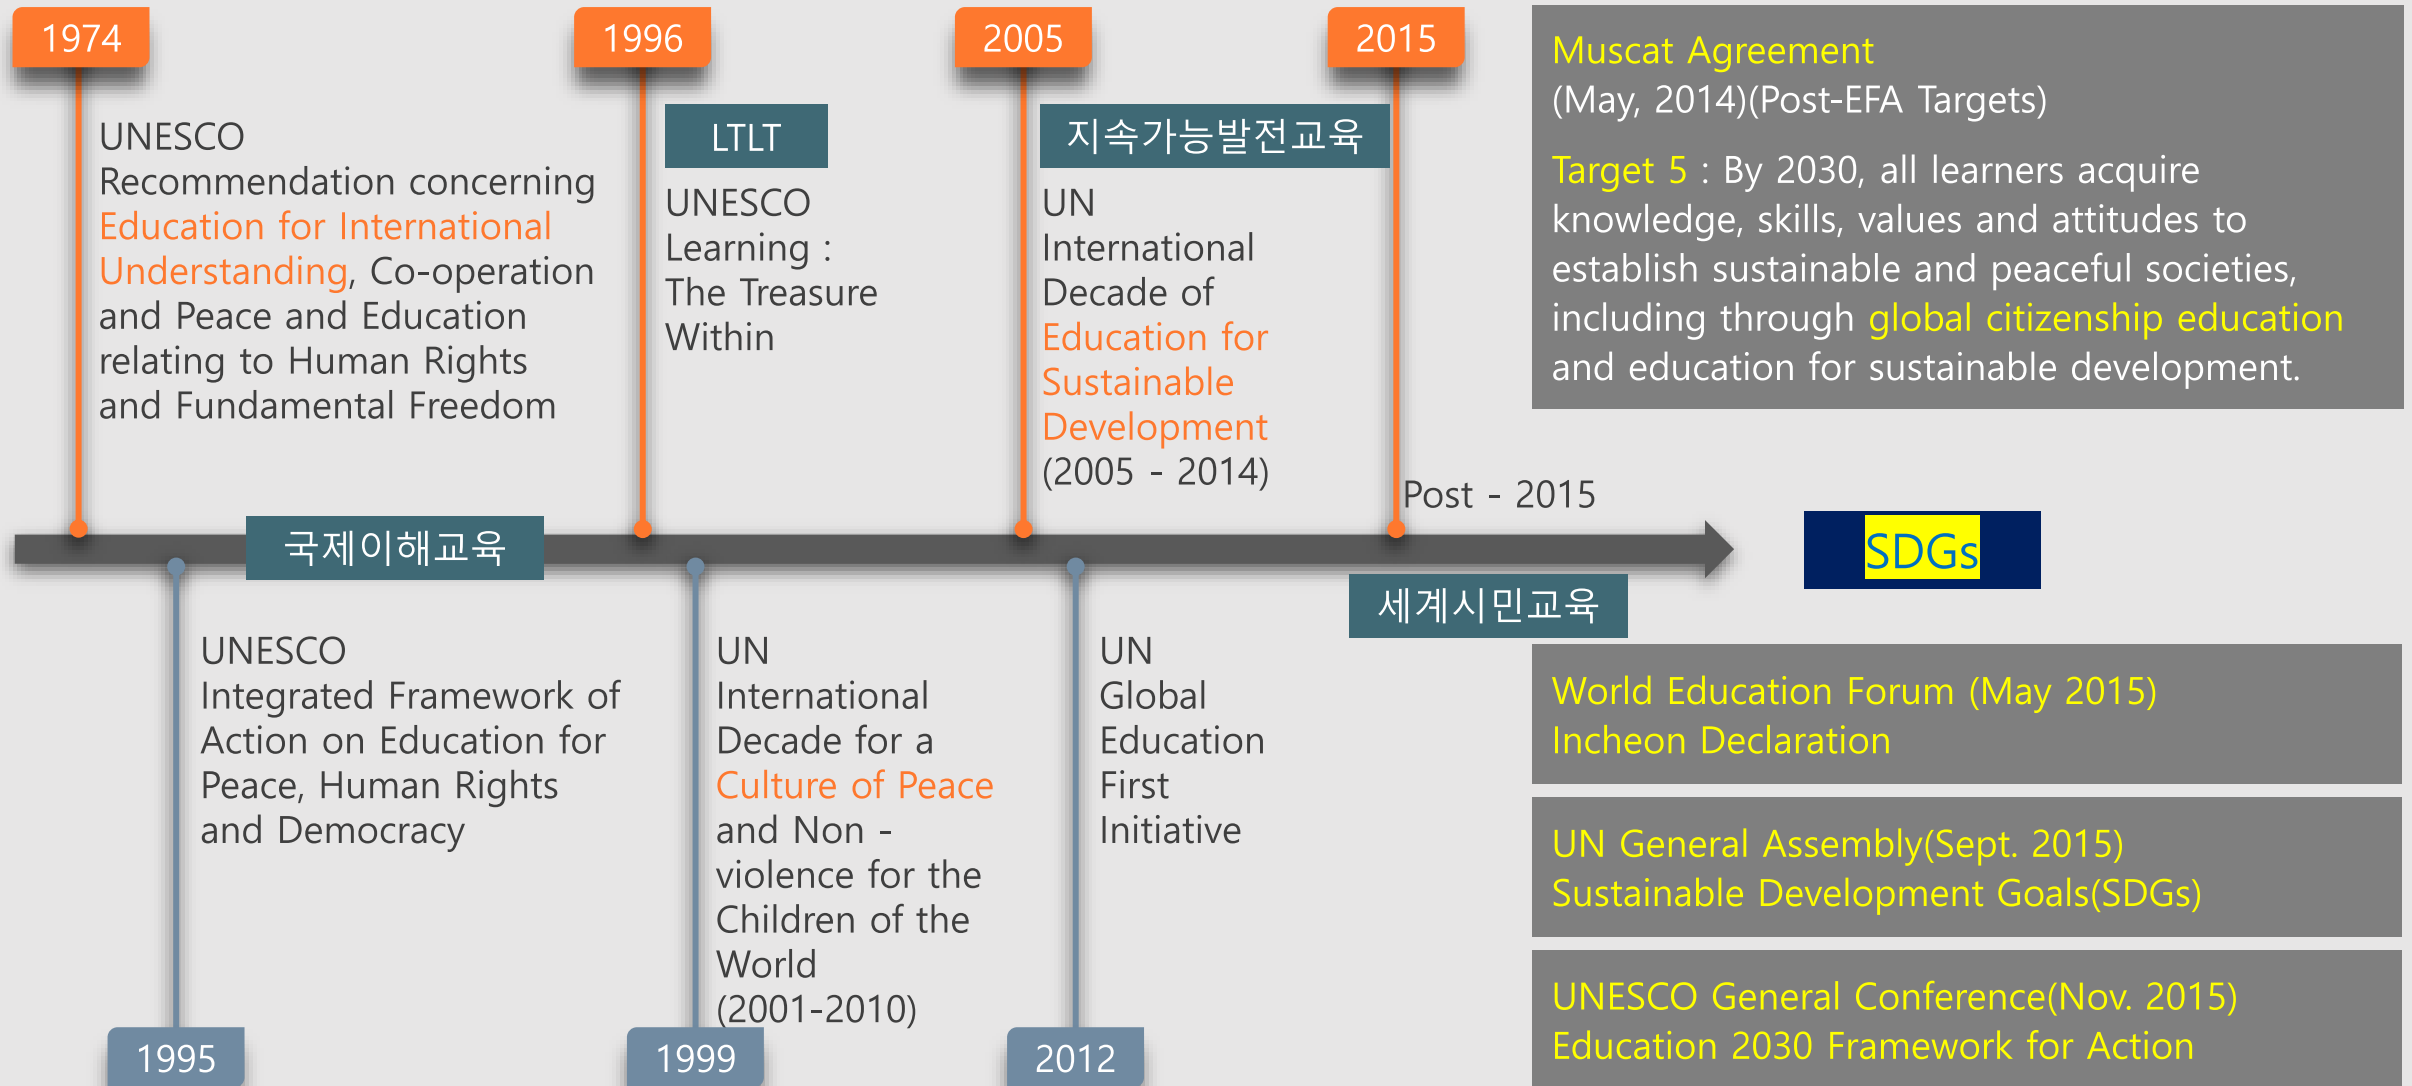 1974
UNESCO
Recommendation concerning
Education for International
Understanding, Co-operation
and Peace and Education
relating to Human Rights
and Fundamental Freedom
1996
LTLT
UNESCO
Learning :
The Treasure
Within
2005
지속가능발전교육
UN
International
Decade of
Education for
Sustainable
Development
(2005 - 2014)
2015
Post - 2015
Muscat Agreement
(May, 2014)(Post-EFA Targets)
Target 5 : By 2030, all learners acquire
knowledge, skills, values and attitudes to
establish sustainable and peaceful societies,
including through global citizenship education
and education for sustainable development.
국제이해교육
SDGs
세계시민교육
UNESCO
Integrated Framework of
Action on Education for
Peace, Human Rights
and Democracy
1995
UN
International
Decade for a
Culture of Peace
and Non -
violence for the
Children of the
World
(2001-2010)
1999
UN
Global
Education
First
Initiative
2012
World Education Forum (May 2015)
Incheon Declaration
UN General Assembly(Sept. 2015)
Sustainable Development Goals(SDGs)
UNESCO General Conference(Nov. 2015)
Education 2030 Framework for Action